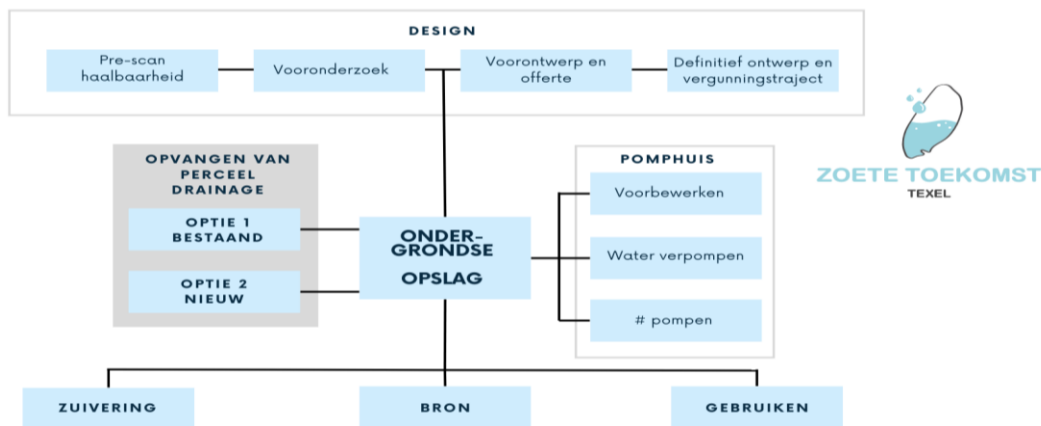 DESIGN
Pre-scan
haalbaarheid
Vooronderzoek
Voorontwerp en
offerte
Definitief ontwerp en
vergunningstraject
ZOETE TOEKOMST
TEXEL
OPVANGEN VAN
PERCEEL
DRAINAGE
OPTIE 1
BESTAAND
OPTIE 2
NIEUW
ONDER-
GRONDSE
OPSLAG
POMPHUIS
Voorbewerken
Water verpompen
# pompen
ZUIVERING
BRON
GEBRUIKEN